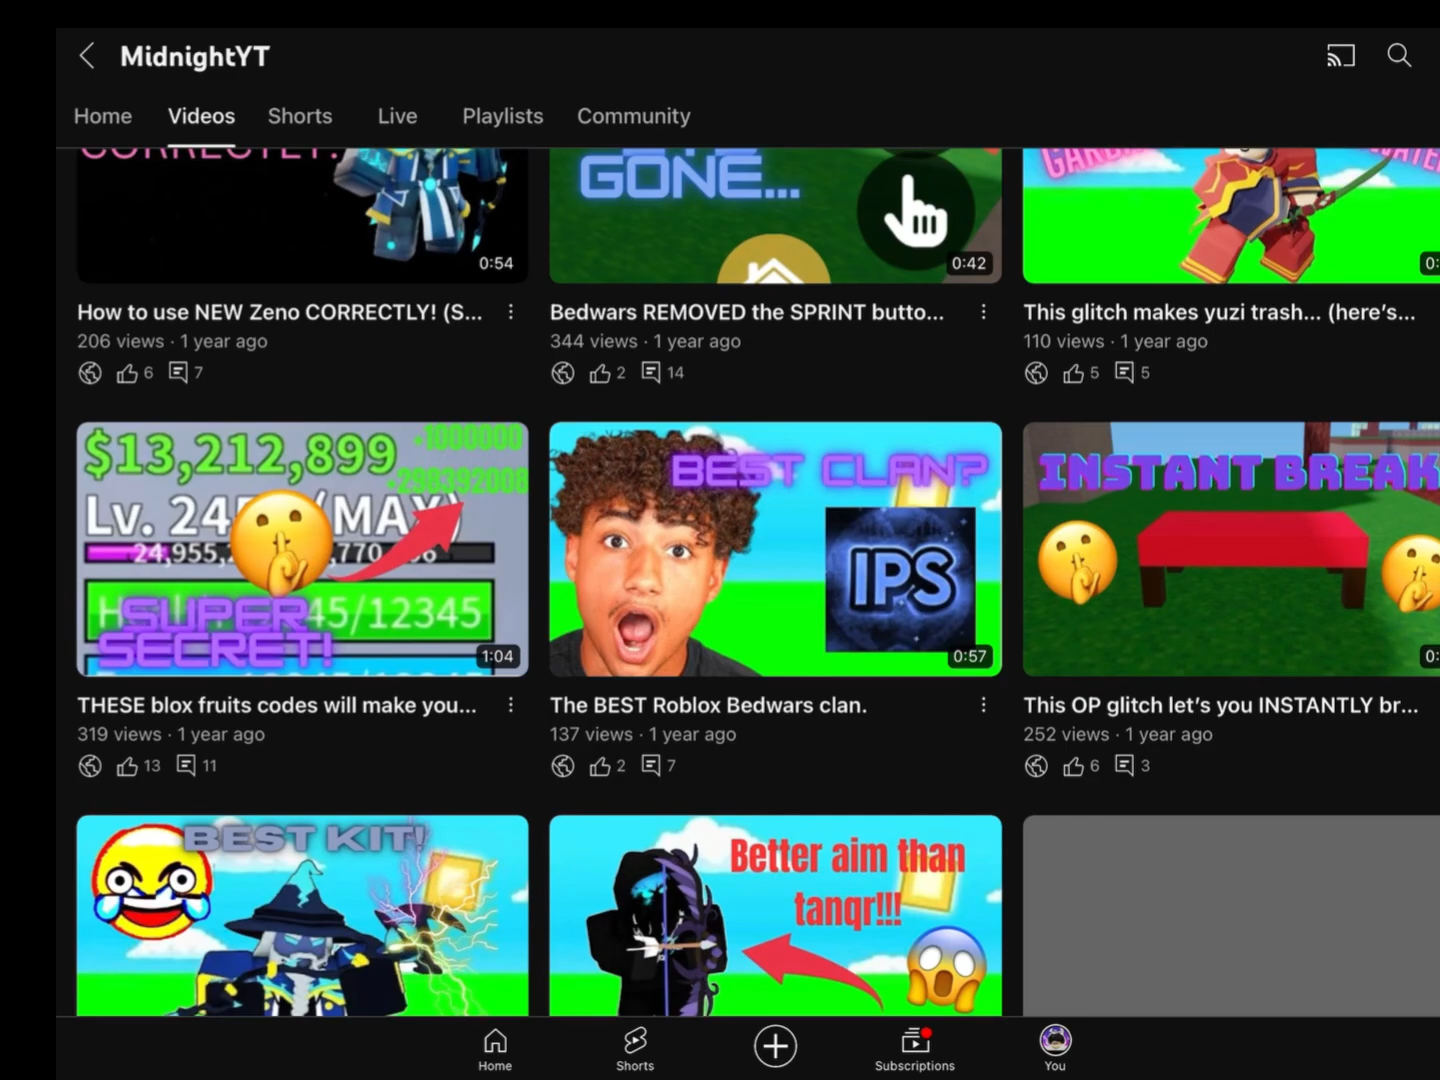 MidnightYT
Home Videos Shorts Live Playlists Community
CORRECTLY!
GONE...
0:54
0:42
0:
How to use NEW Zeno CORRECTLY! (S...
206 views · 1 year ago
6 7
Bedwars REMOVED the SPRINT butto...
344 views · 1 year ago
2 14
This glitch makes yuzi trash... (here's...
110 views · 1 year ago
5 5
$13,212,899
+1000000
Lv. (MAX)
SUPER
45/12345
SECRET!
1:04
BEST CLAN?
IPS
0:57
INSTANT BREAK
0:
THESE blox fruits codes will make you...
319 views · 1 year ago
13 11
The BEST Roblox Bedwars clan.
137 views · 1 year ago
2 7
This OP glitch let's you INSTANTLY br...
252 views · 1 year ago
6 3
BEST KIT!
Better aim than
tanqr!!!
Home Shorts Subscriptions You